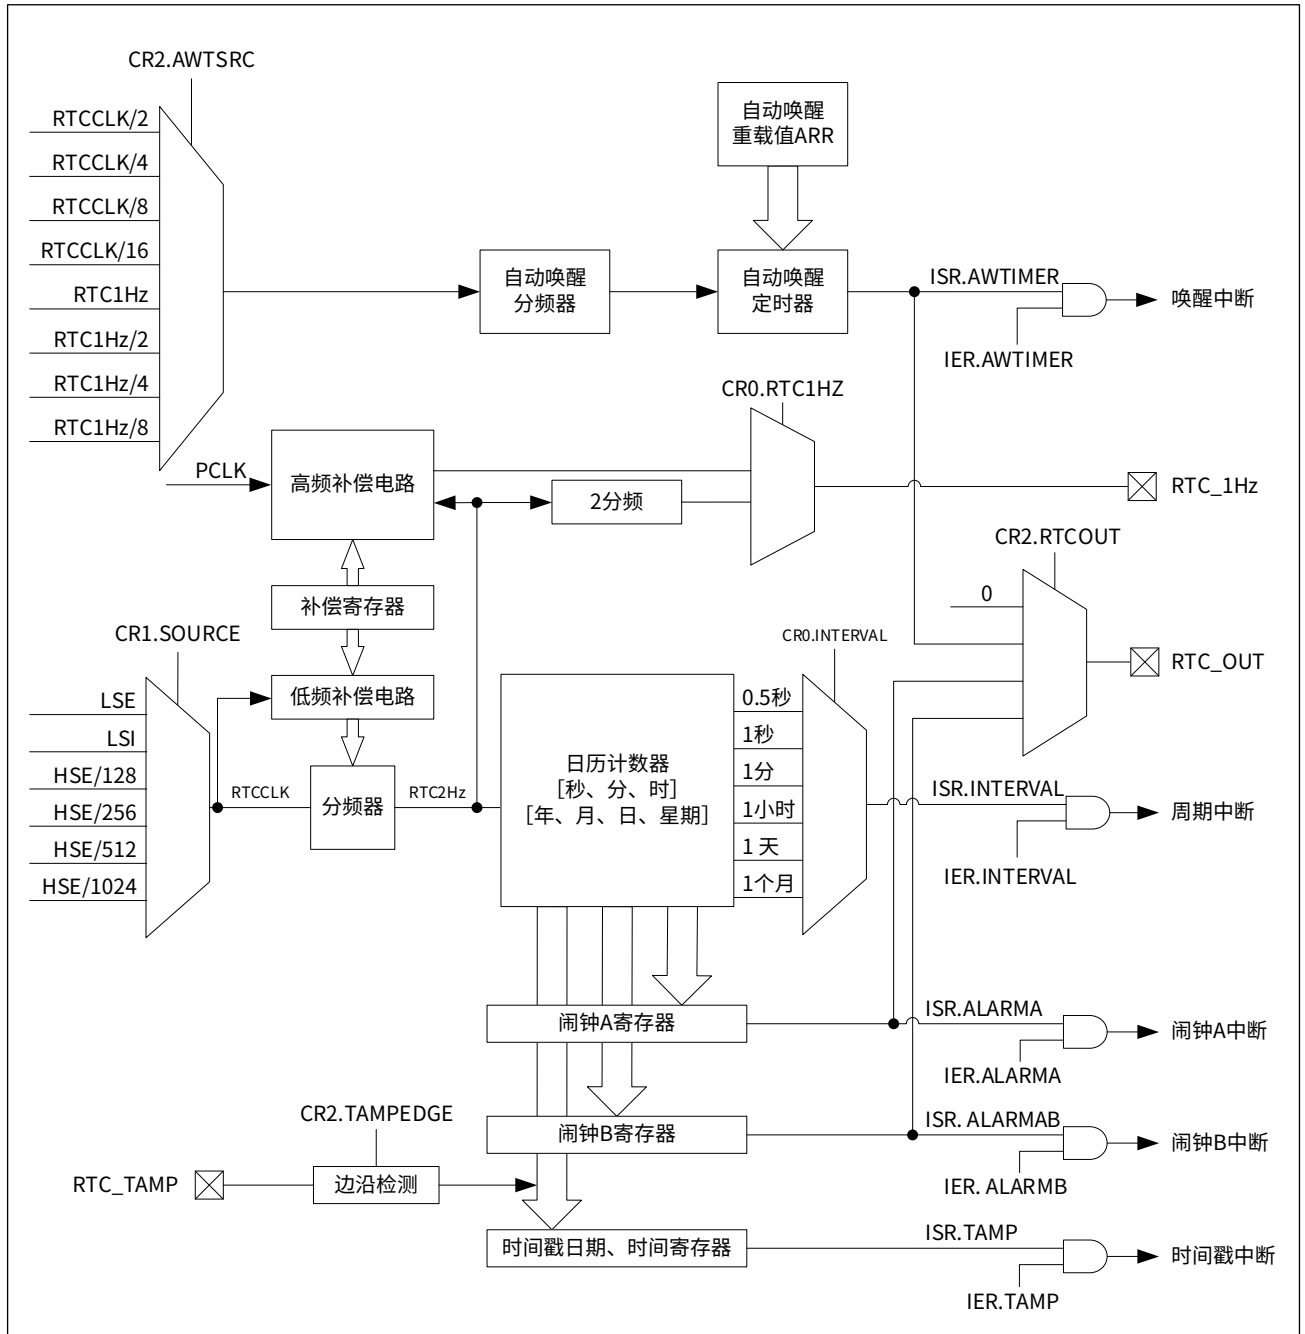 CR2.AWTSRC
RTCCLK/2
RTCCLK/4
RTCCLK/8
RTCCLK/16
RTC1Hz
RTC1Hz/2
RTC1Hz/4
RTC1Hz/8
自动唤醒
重载值ARR
自动唤醒
分频器
自动唤醒
定时器
ISR.AWTIMER
IER.AWTIMER
唤醒中断
CR0.RTC1HZ
PCLK
高频补偿电路
2分频
RTC_1Hz
CR2.RTCOUT
0
RTC_OUT
补偿寄存器
CR1.SOURCE
低频补偿电路
LSE
LSI
HSE/128
HSE/256
HSE/512
HSE/1024
RTCCLK
分频器
RTC2Hz
日历计数器
[秒、分、时]
[年、月、日、星期]
CR0.INTERVAL
0.5秒
1秒
1分
1小时
1 天
1个月
ISR.INTERVAL
IER.INTERVAL
周期中断
闹钟A寄存器
ISR.ALARMA
IER.ALARMA
闹钟A中断
闹钟B寄存器
ISR. ALARMAB
IER. ALARMB
闹钟B中断
CR2.TAMPEDGE
RTC_TAMP
边沿检测
时间戳日期、时间寄存器
ISR.TAMP
IER.TAMP
时间戳中断